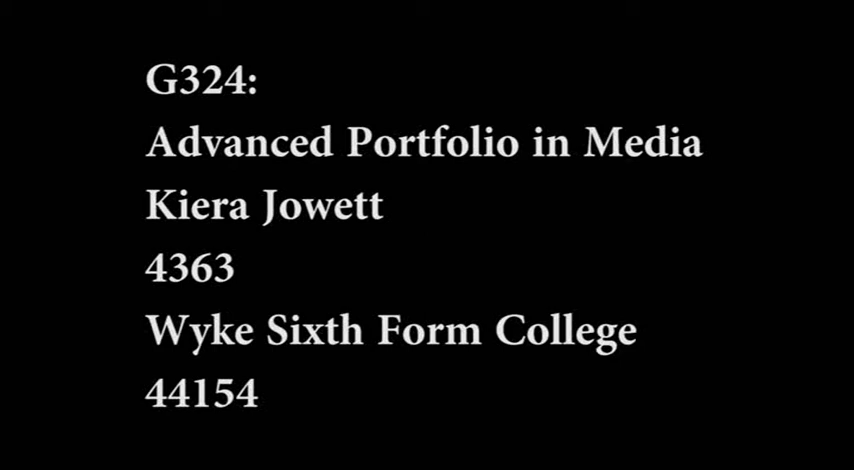 G324:
Advanced Portfolio in Media
Kiera Jowett
4363
Wyke Sixth Form College
44154